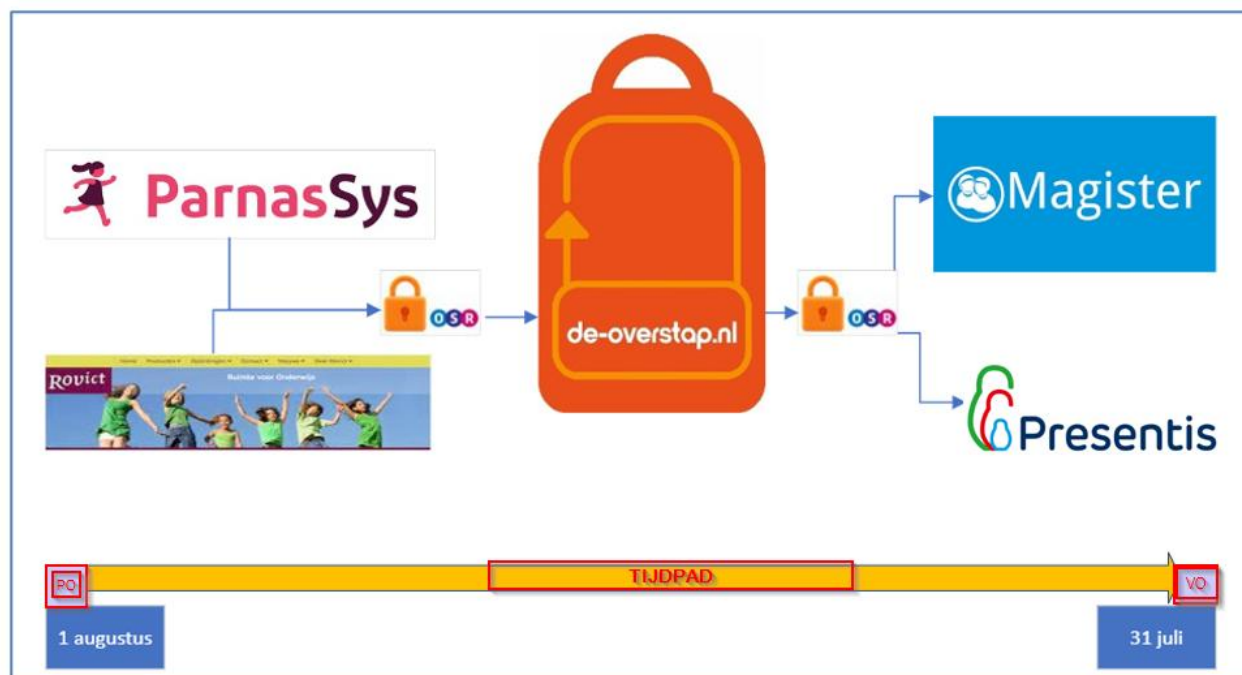 ParnasSys
OSR
Rovict
Ruimte voor Onderwijs
de-overstap.nl
OSR
Magister
Presentis
PO
TIJDPAD
VO
1 augustus
31 juli